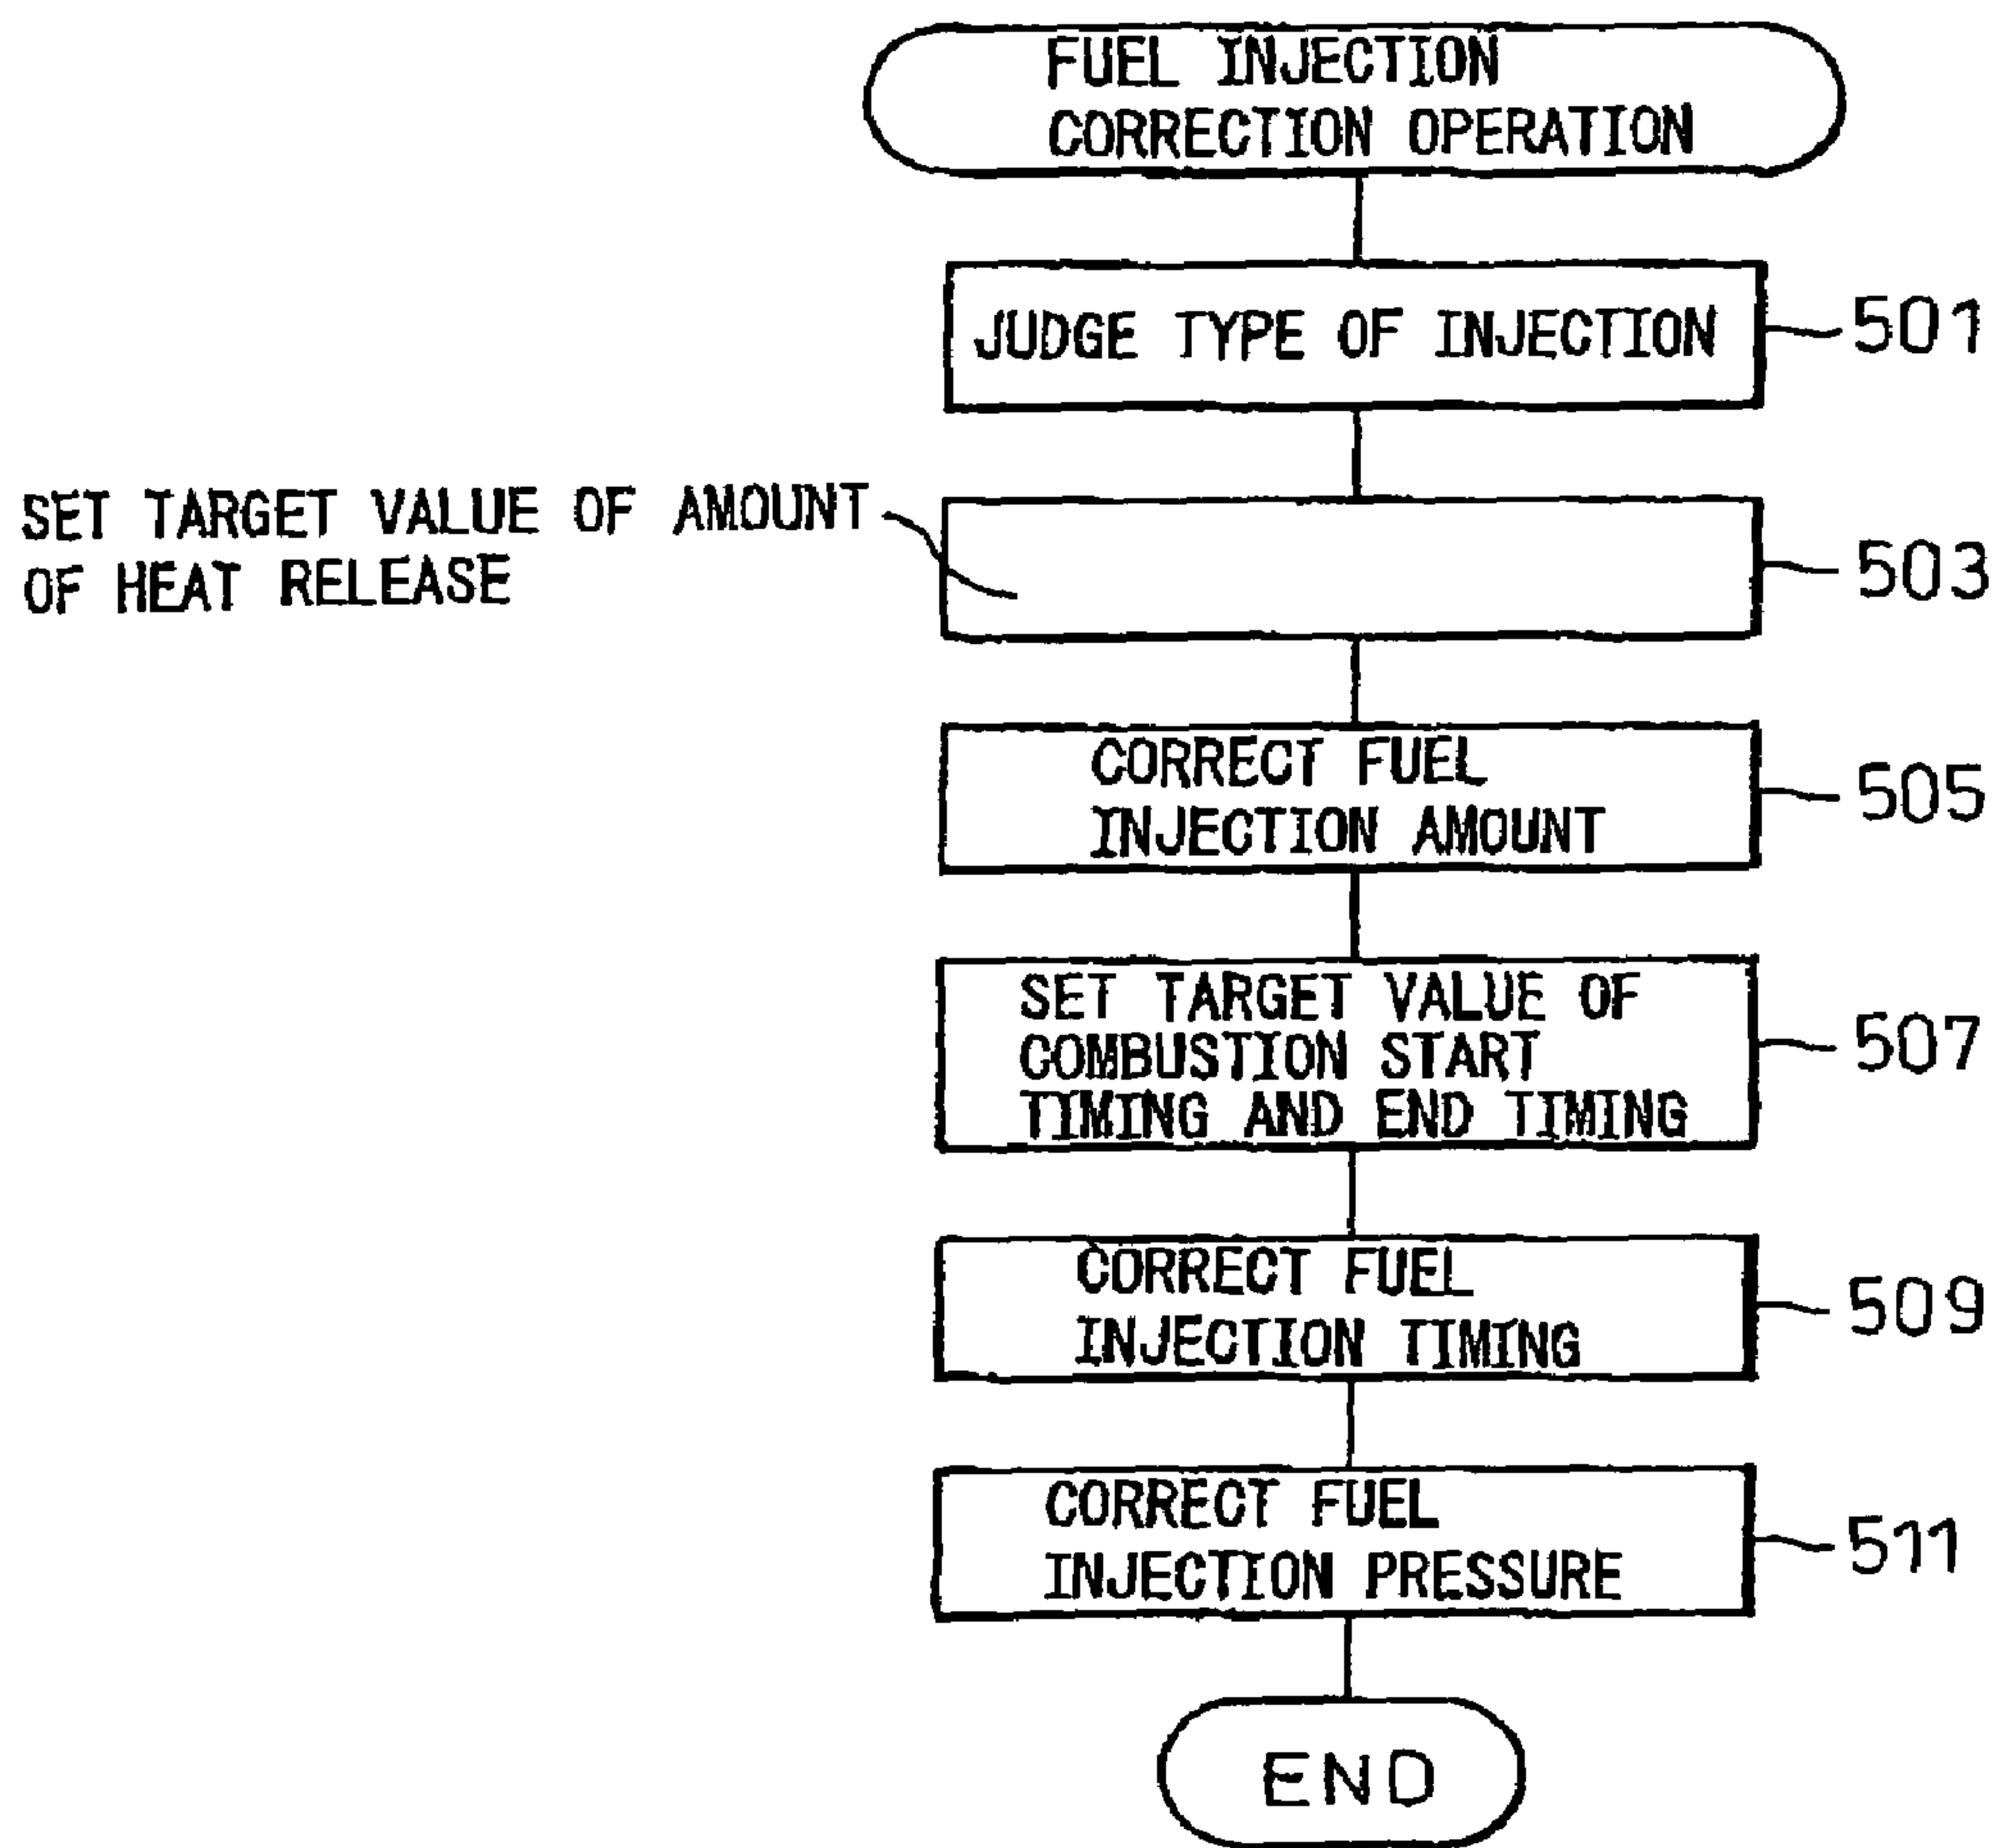 FUEL INJECTION
CORRECTION OPERATION
JUDGE TYPE OF INJECTION
501
SET TARGET VALUE OF AMOUNT
OF HEAT RELEASE
503
CORRECT FUEL
INJECTION AMOUNT
505
SET TARGET VALUE OF
COMBUSTION START
TIMING AND END TIMING
507
CORRECT FUEL
INJECTION TIMING
509
CORRECT FUEL
INJECTION PRESSURE
511
END